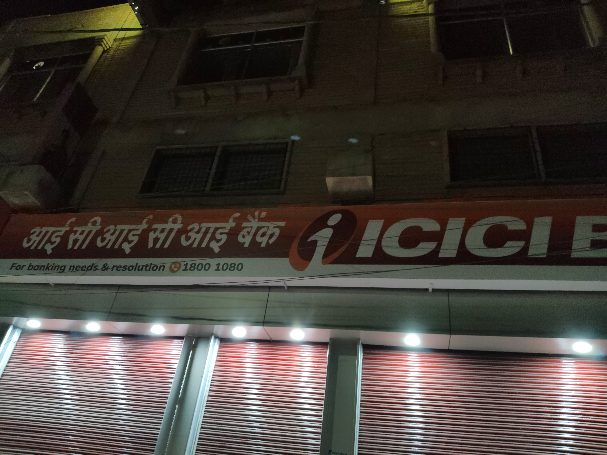 आई सी आई सी आई बैंक ICICI B
For banking needs & resolution 1800 1080